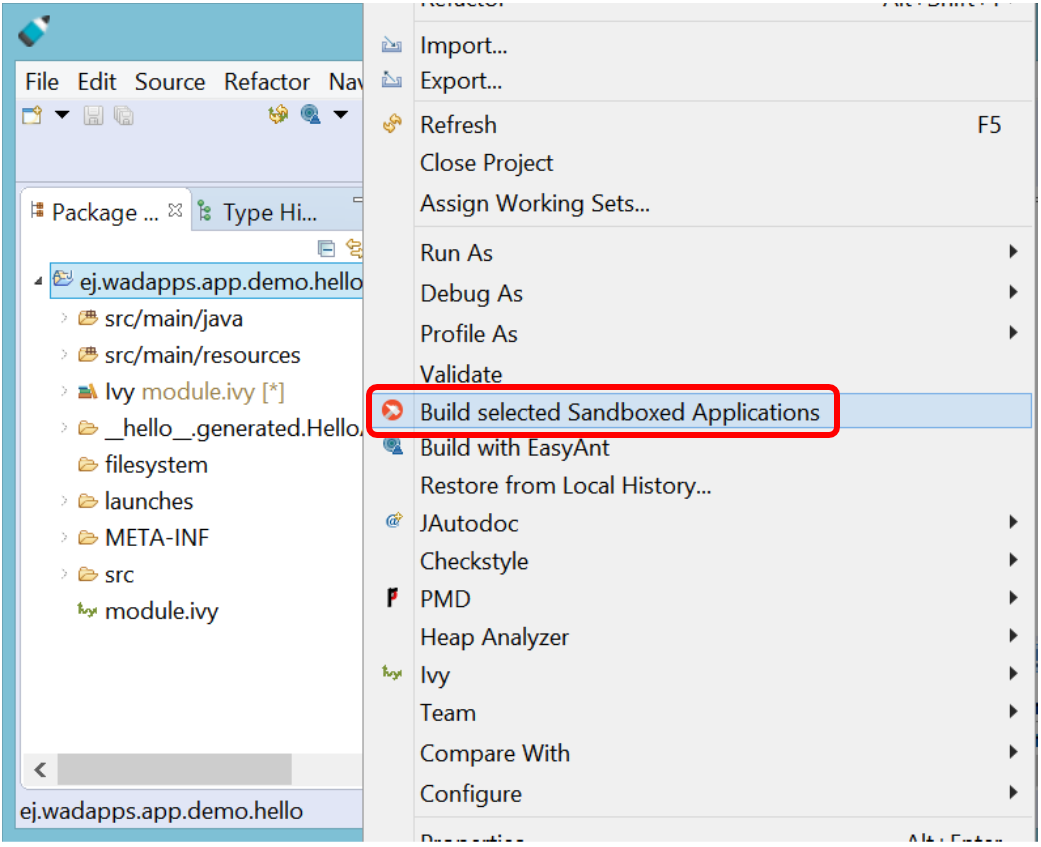 File Edit Source Refactor Nav
Package ... Type Hi...
ej.wadapps.app.demo.hello
src/main/java
src/main/resources
Ivy module.ivy [*]
__hello__.generated.Hello
filesystem
launches
META-INF
src
module.ivy
ej.wadapps.app.demo.hello
Import...
Export...
Refresh F5
Close Project
Assign Working Sets...
Run As
Debug As
Profile As
Validate
Build selected Sandboxed Applications
Build with EasyAnt
Restore from Local History...
JAutodoc
Checkstyle
PMD
Heap Analyzer
Ivy
Team
Compare With
Configure
Properties Alt+Enter